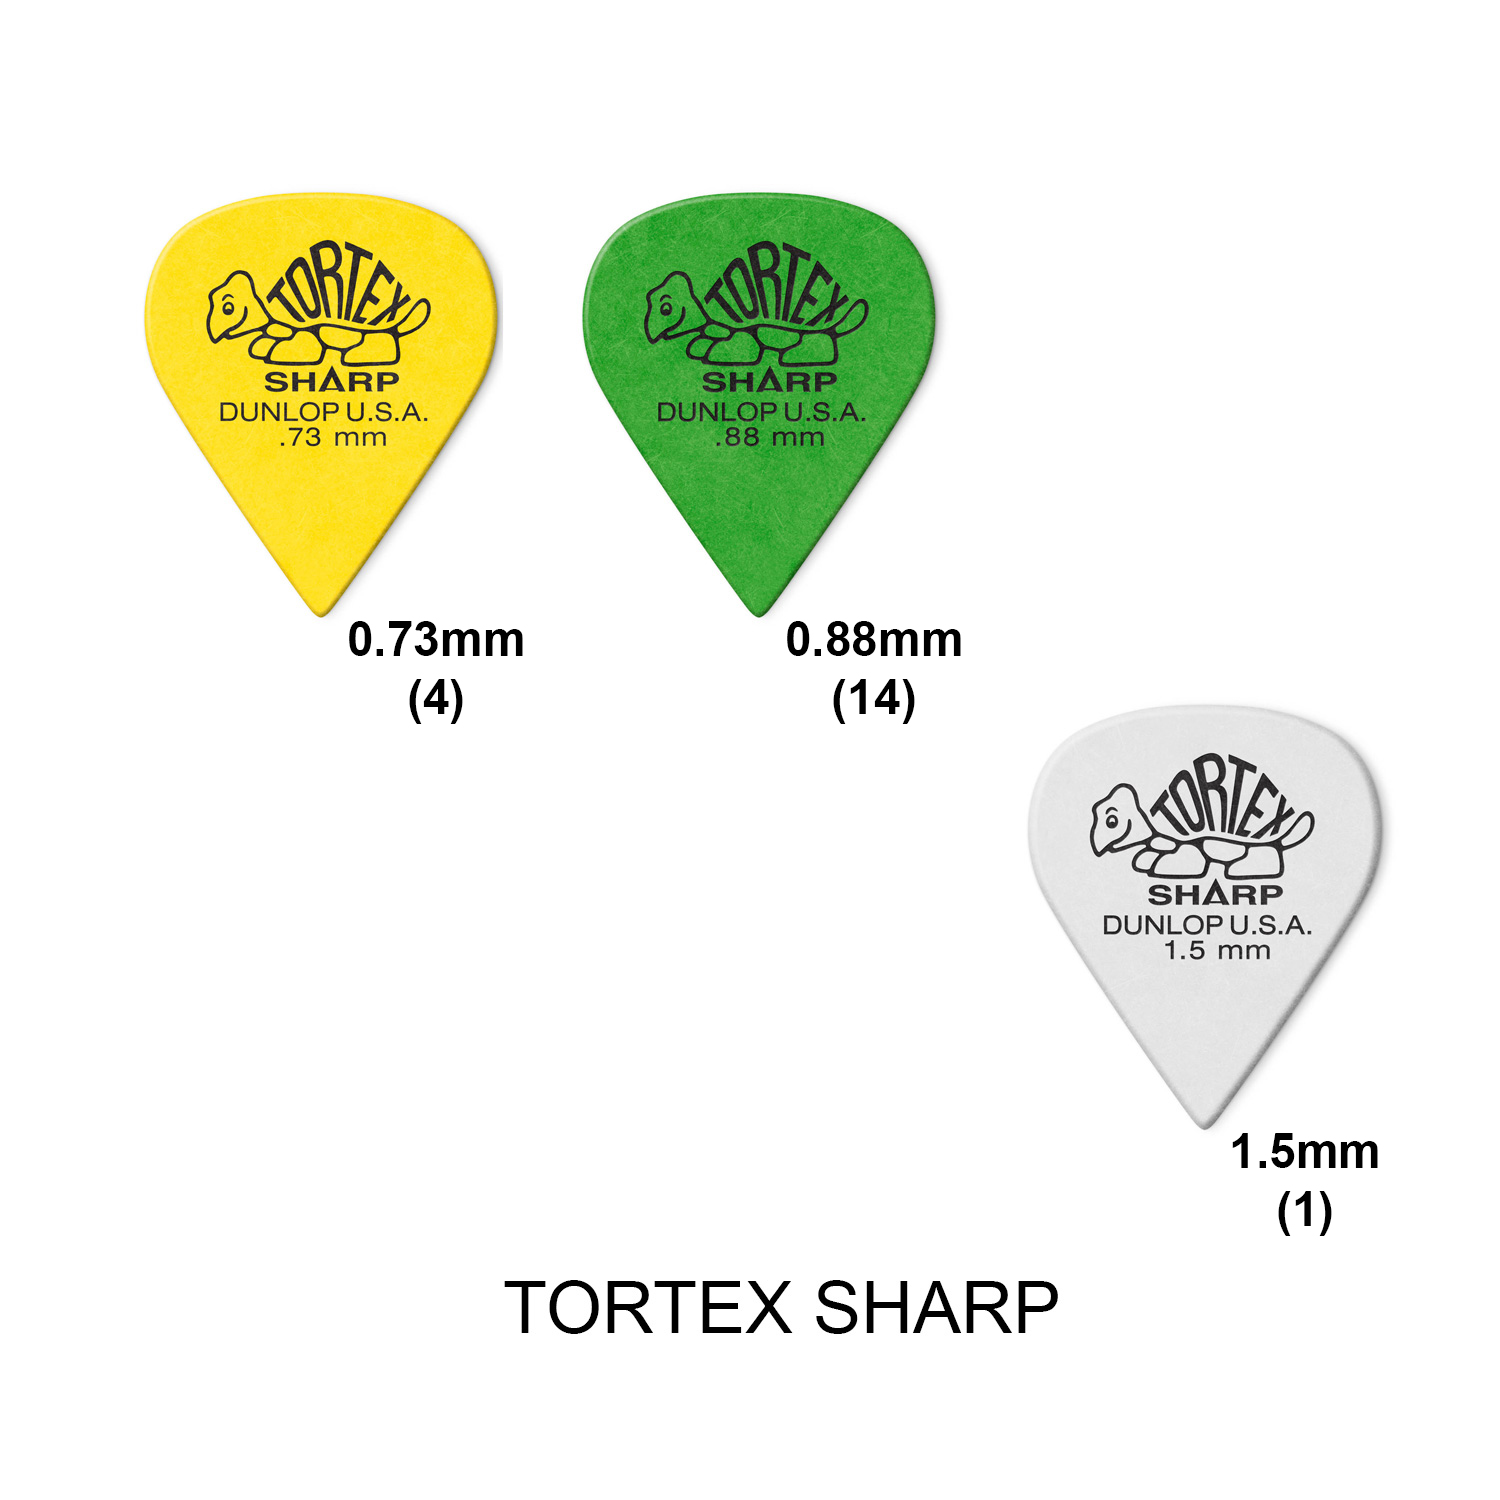 TORTEX
SHARP
DUNLOP U.S.A.
.73 mm
0.73mm
(4)
TORTEX
SHARP
DUNLOP U.S.A.
.88 mm
0.88mm
(14)
TORTEX
SHARP
DUNLOP U.S.A.
1.5 mm
1.5mm
(1)
TORTEX SHARP